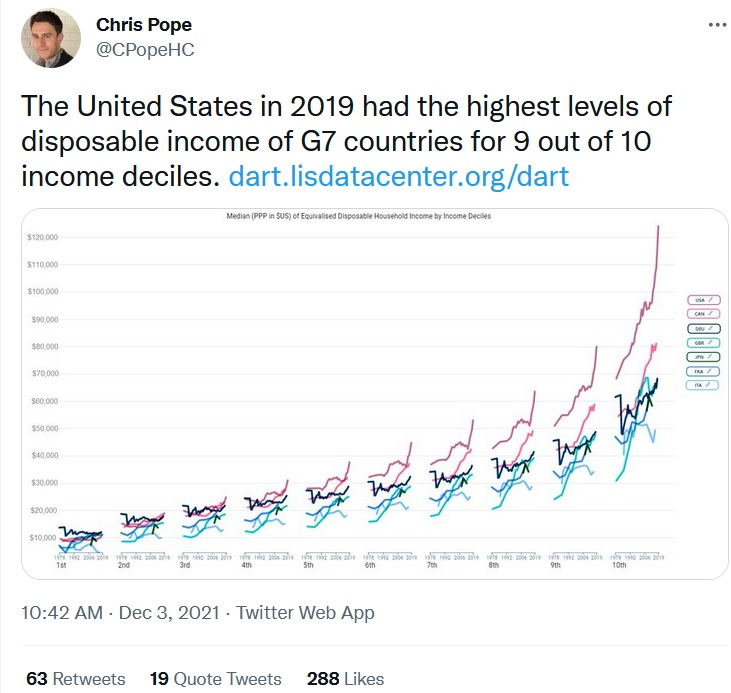 Chris Pope
@CPopeHC
The United States in 2019 had the highest levels of
disposable income of G7 countries for 9 out of 10
income deciles. dart.lisdatacenter.org/dart
Median (PPP in $US) of Equivalised Disposable Household Income by Income Deciles
$120,000
$110,000
$100,000
$90,000
$80,000
$70,000
$60,000
$50,000
$40,000
$30,000
$20,000
$10,000
USA
CAN
DEU
GBR
JPN
FRA
ITA
1978 1992 2006 2019 1978 1992 2006 2019 1978 1992 2006 2019 1978 1992 2006 2019 1978 1992 2006 2019 1978 1992 2006 2019 1978 1992 2006 2019 1978 1992 2006 2019 1978 1992 2006 2019 1978 1992 2006 2019
1st 2nd 3rd 4th 5th 6th 7th 8th 9th 10th
10:42 AM · Dec 3, 2021 · Twitter Web App
63 Retweets 19 Quote Tweets 288 Likes